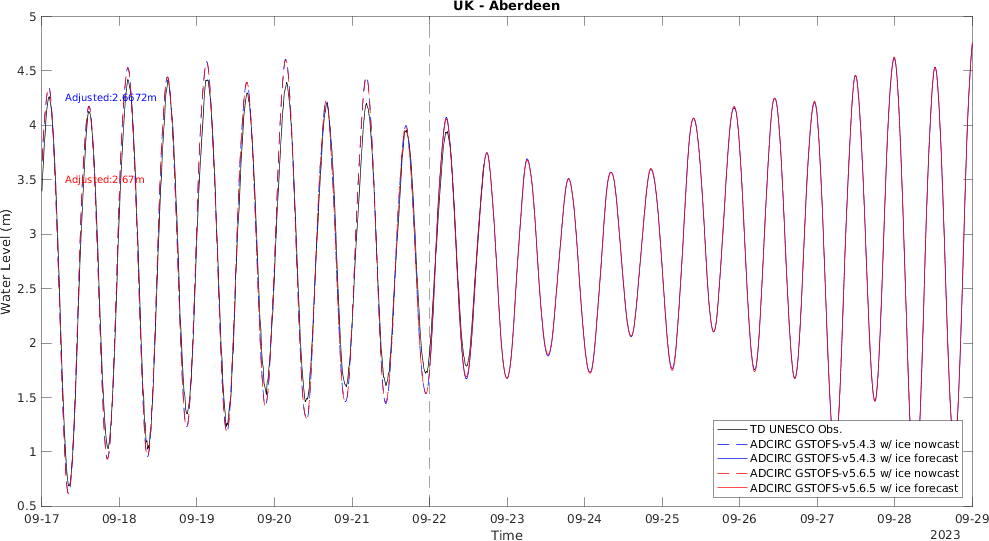 UK - Aberdeen
Water Level (m)
5
4.5
4
3.5
3
2.5
2
1.5
1
0.5
Adjusted:2.6672m
Adjusted:2.67m
TD UNESCO Obs.
ADCIRC GSTOFS-v5.4.3 w/ ice nowcast
ADCIRC GSTOFS-v5.4.3 w/ ice forecast
ADCIRC GSTOFS-v5.6.5 w/ ice nowcast
ADCIRC GSTOFS-v5.6.5 w/ ice forecast
09-17 09-18 09-19 09-20 09-21 09-22 09-23 09-24 09-25 09-26 09-27 09-28 09-29
Time
2023